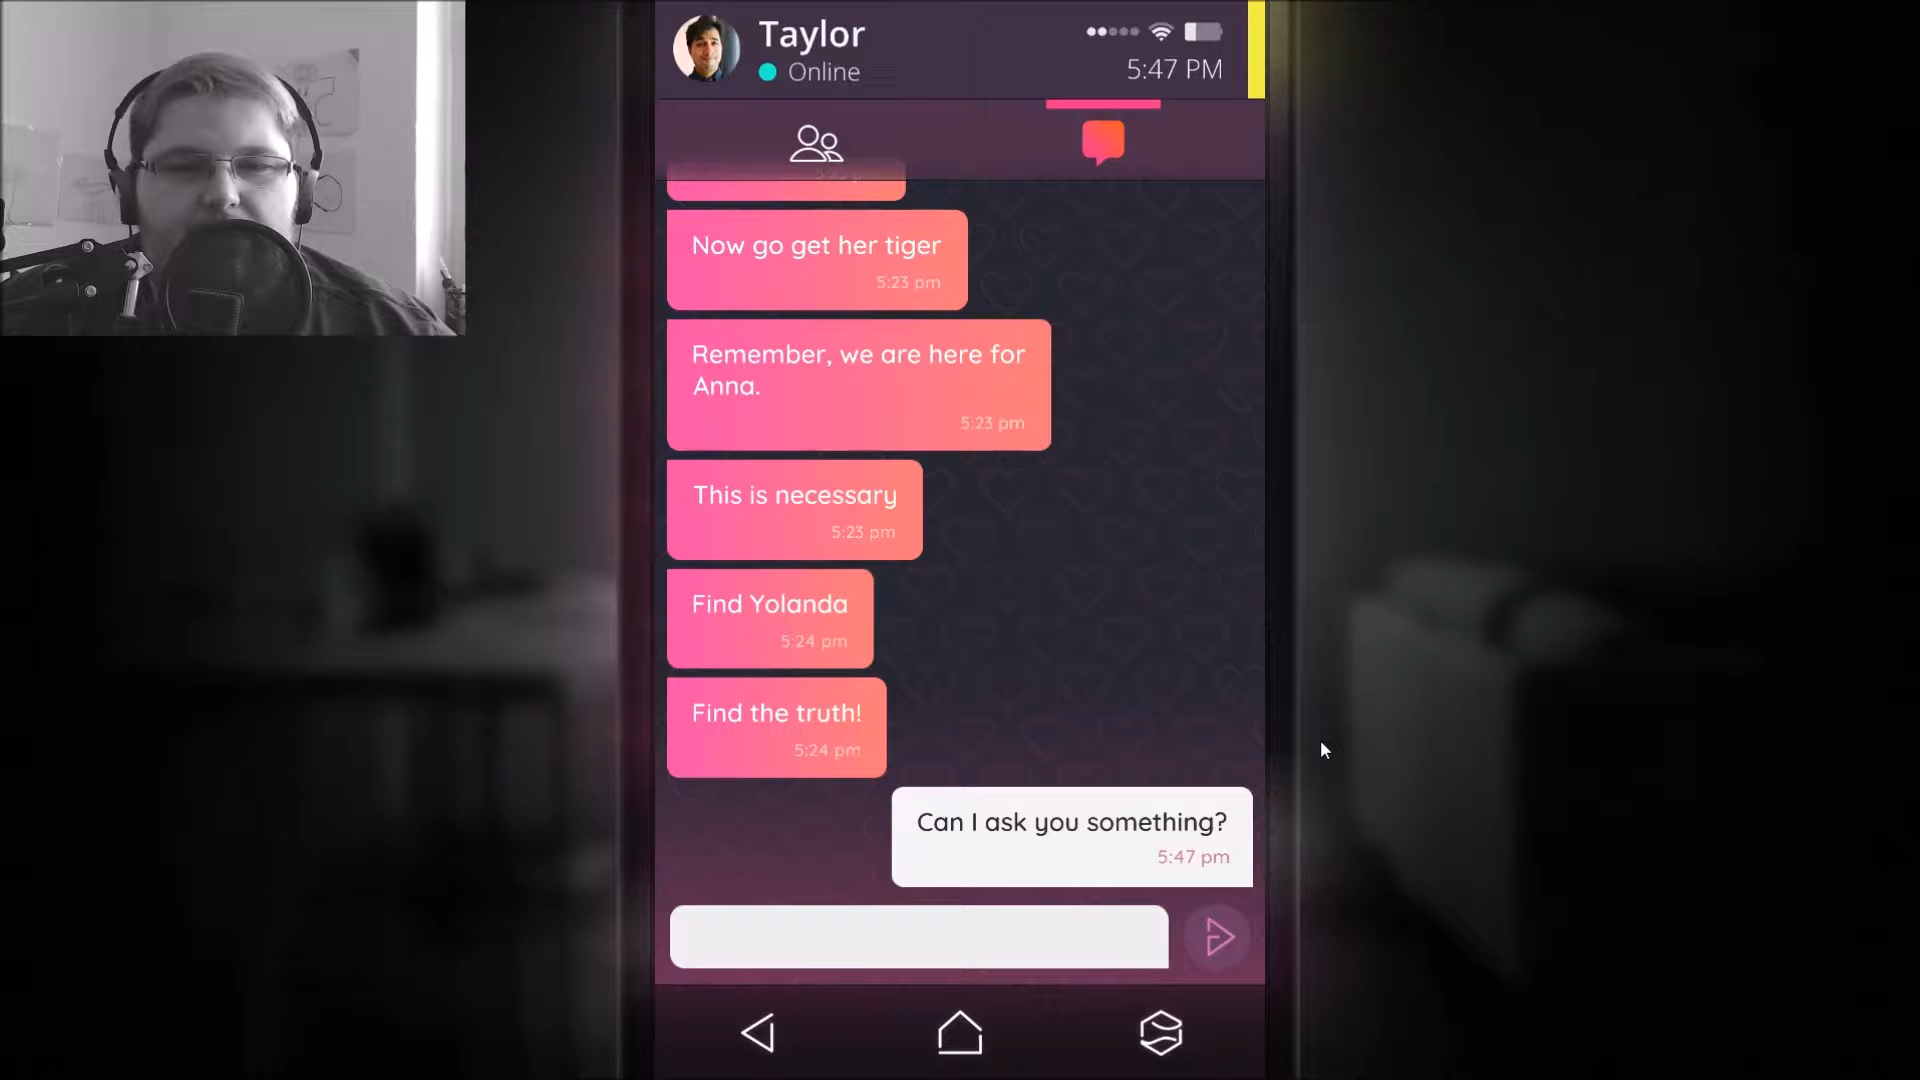 Taylor
Online
5:47 PM
Now go get her tiger
5:23 pm
Remember, we are here for
Anna.
5:23 pm
This is necessary
5:23 pm
Find Yolanda
5:24 pm
Find the truth!
5:24 pm
Can I ask you something?
5:47 pm